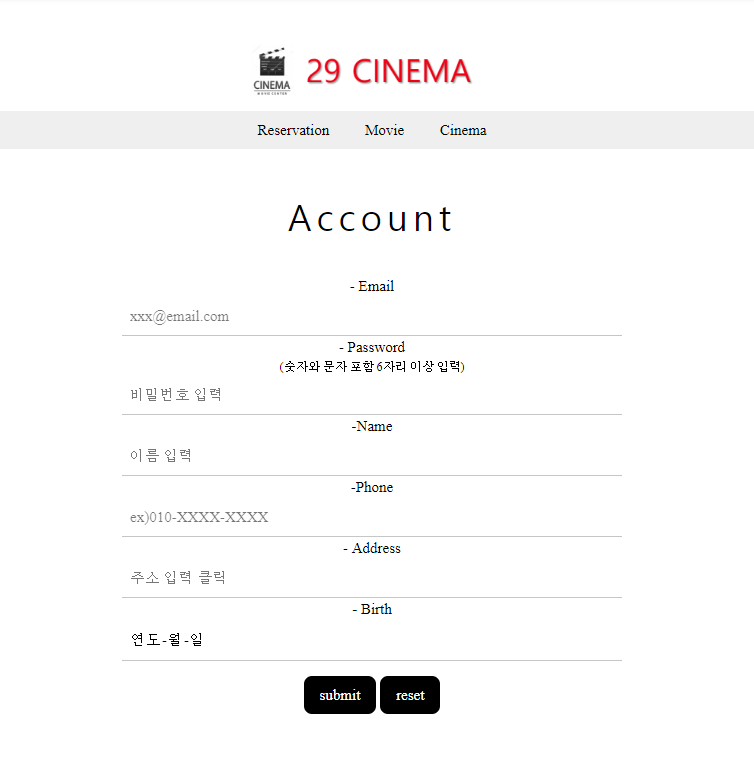 CINEMA
MOVIE CENTER
29 CINEMA
Reservation Movie Cinema
Account
- Email
xxx@email.com
- Password
(숫자와 문자 포함 6자리 이상 입력)
비밀번호 입력
-Name
이름 입력
-Phone
ex)010-XXXX-XXXX
- Address
주소 입력 클릭
- Birth
연도-월-일
submit reset